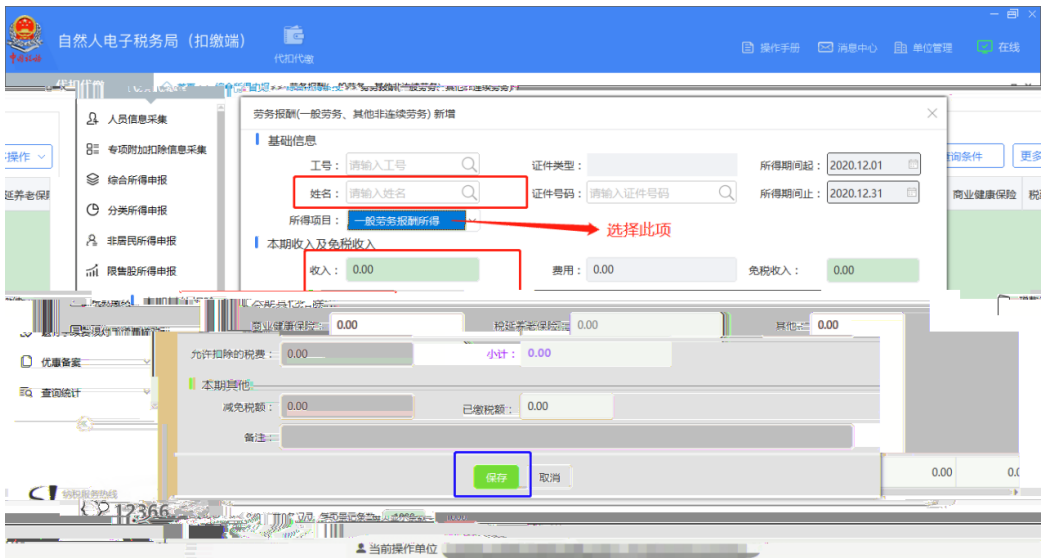 自然人电子税务局（扣缴端）
代扣代缴
操作手册 消息中心 单位管理 在线
人员信息采集
专项附加扣除信息采集
综合所得申报
分类所得申报
非居民所得申报
限售股所得申报
优惠备案
查询统计
劳务报酬(一般劳务、其他非连续劳务) 新增
基础信息
工号： 请输入工号 证件类型： 所得期间起： 2020.12.01
姓名： 请输入姓名 证件号码： 请输入证件号码 所得期间止： 2020.12.31
所得项目： 一般劳务报酬所得
选择此项
本期收入及免税收入
收入： 0.00 费用： 0.00 免税收入： 0.00
商业健康保险： 0.00 税延养老保险： 0.00 其他： 0.00
允许扣除的税费： 0.00 小计： 0.00
本期其他
减免税额： 0.00 已缴税额： 0.00
备注：
保存 取消
操作
询条件 更多
延养老保
商业健康保险 税
0.00
纳税服务热线
12366
当前操作单位